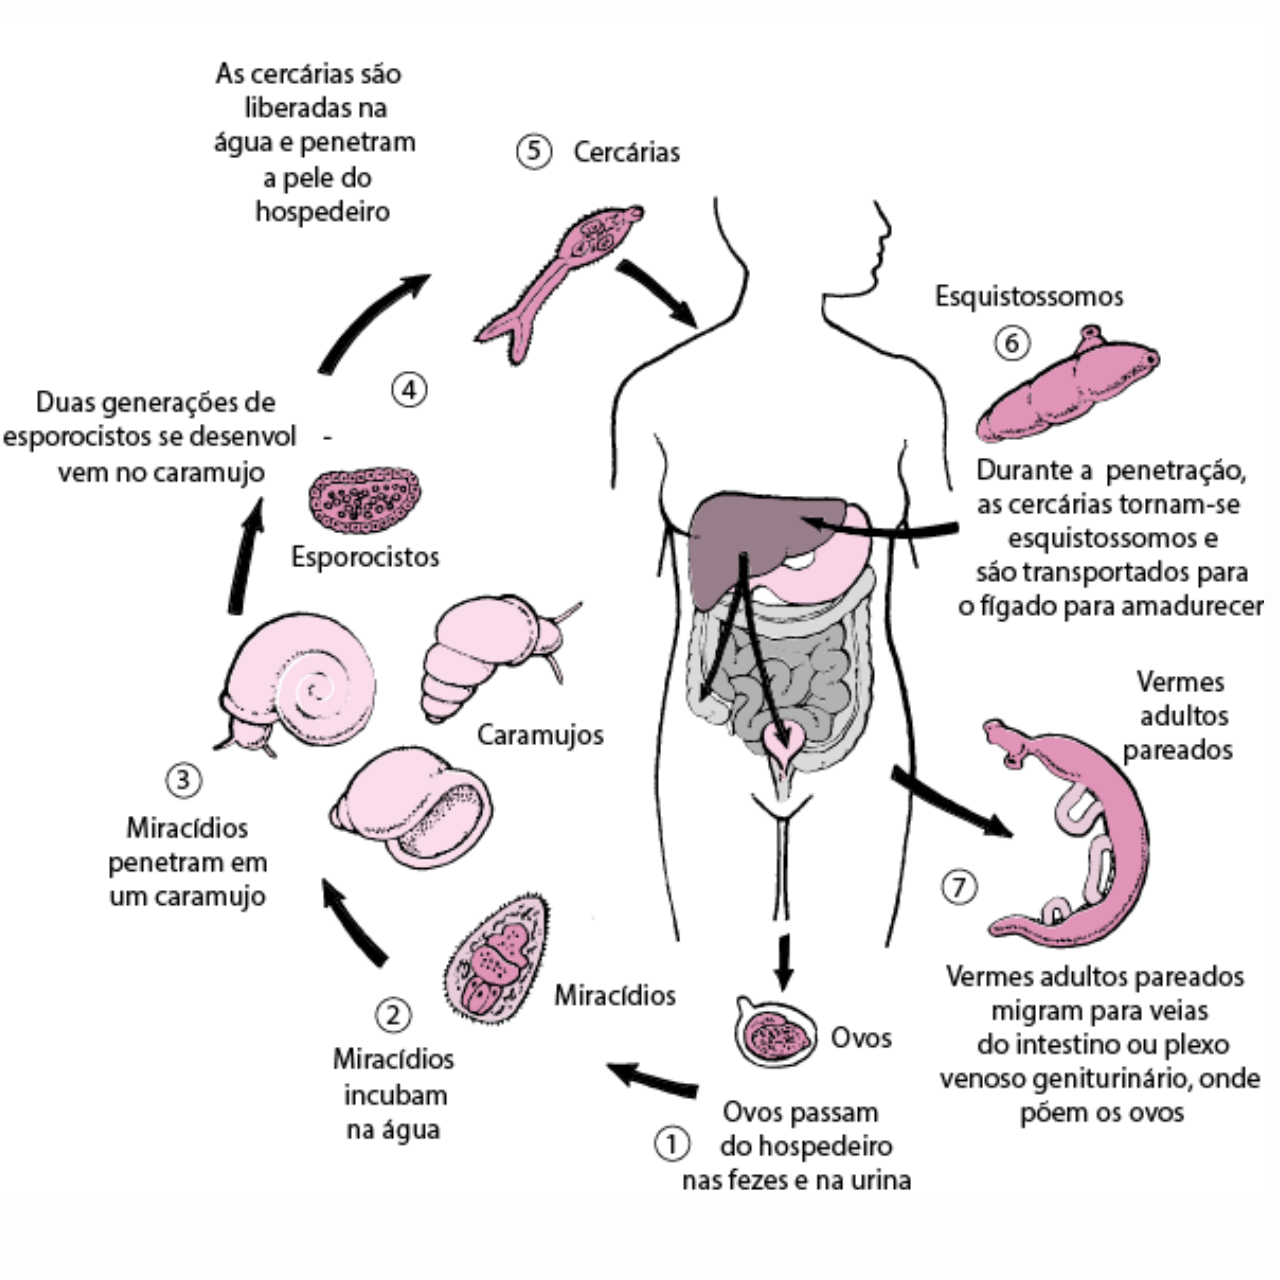 As cercárias são
liberadas na
água e penetram
a pele do
hospedeiro
5 Cercárias
Esquistossomos
6
4
Duas generações de
esporocistos se desenvol -
vem no caramujo
Esporocistos
Durante a penetração,
as cercárias tornam-se
esquistossomos e
são transportados para
o fígado para amadurecer
Caramujos
3
Miracídios
penetram em
um caramujo
Vermes
adultos
pareados
7
Vermes adultos pareados
migram para veias
do intestino ou plexo
venoso geniturinário, onde
põem os ovos
Miracídios
2
Miracídios
incubam
na água
Ovos
1
Ovos passam
do hospedeiro
nas fezes e na urina